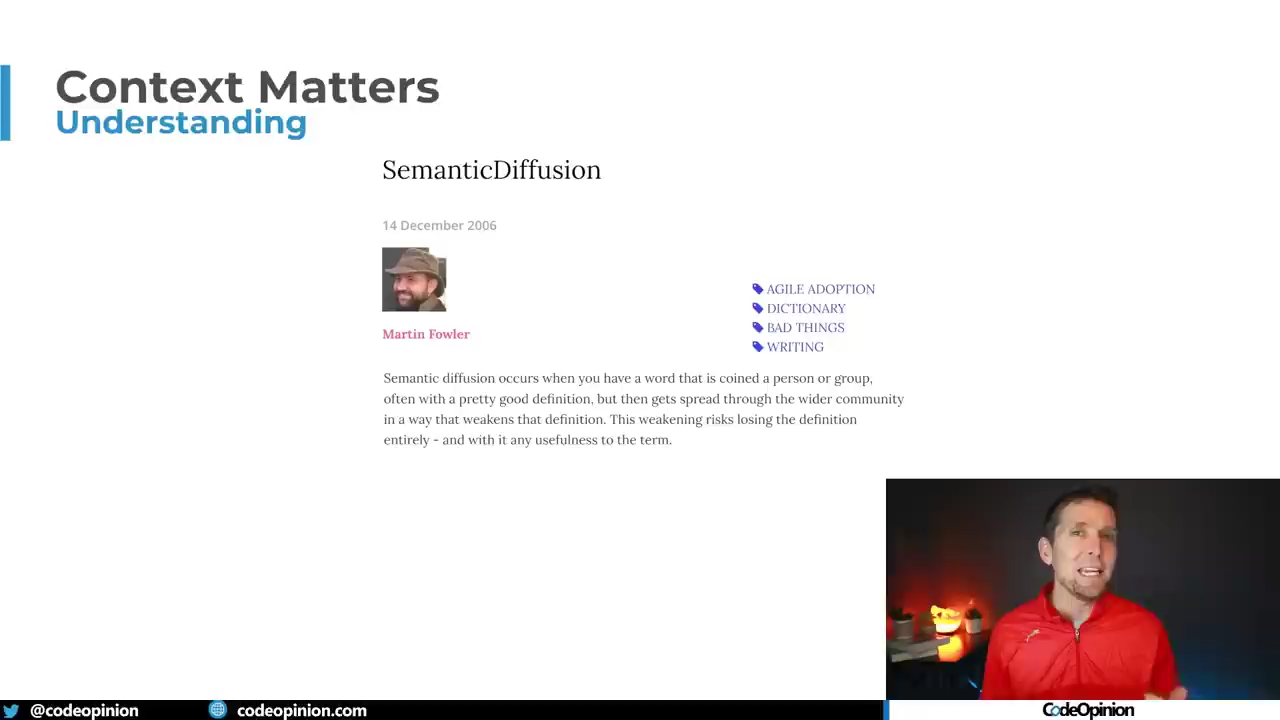 Context Matters
Understanding
SemanticDiffusion
14 December 2006
Martin Fowler
AGILE ADOPTION
DICTIONARY
BAD THINGS
WRITING
Semantic diffusion occurs when you have a word that is coined a person or group,
often with a pretty good definition, but then gets spread through the wider community
in a way that weakens that definition. This weakening risks losing the definition
entirely - and with it any usefulness to the term.
@codeopinion
codeopinion.com
CodeOpinion